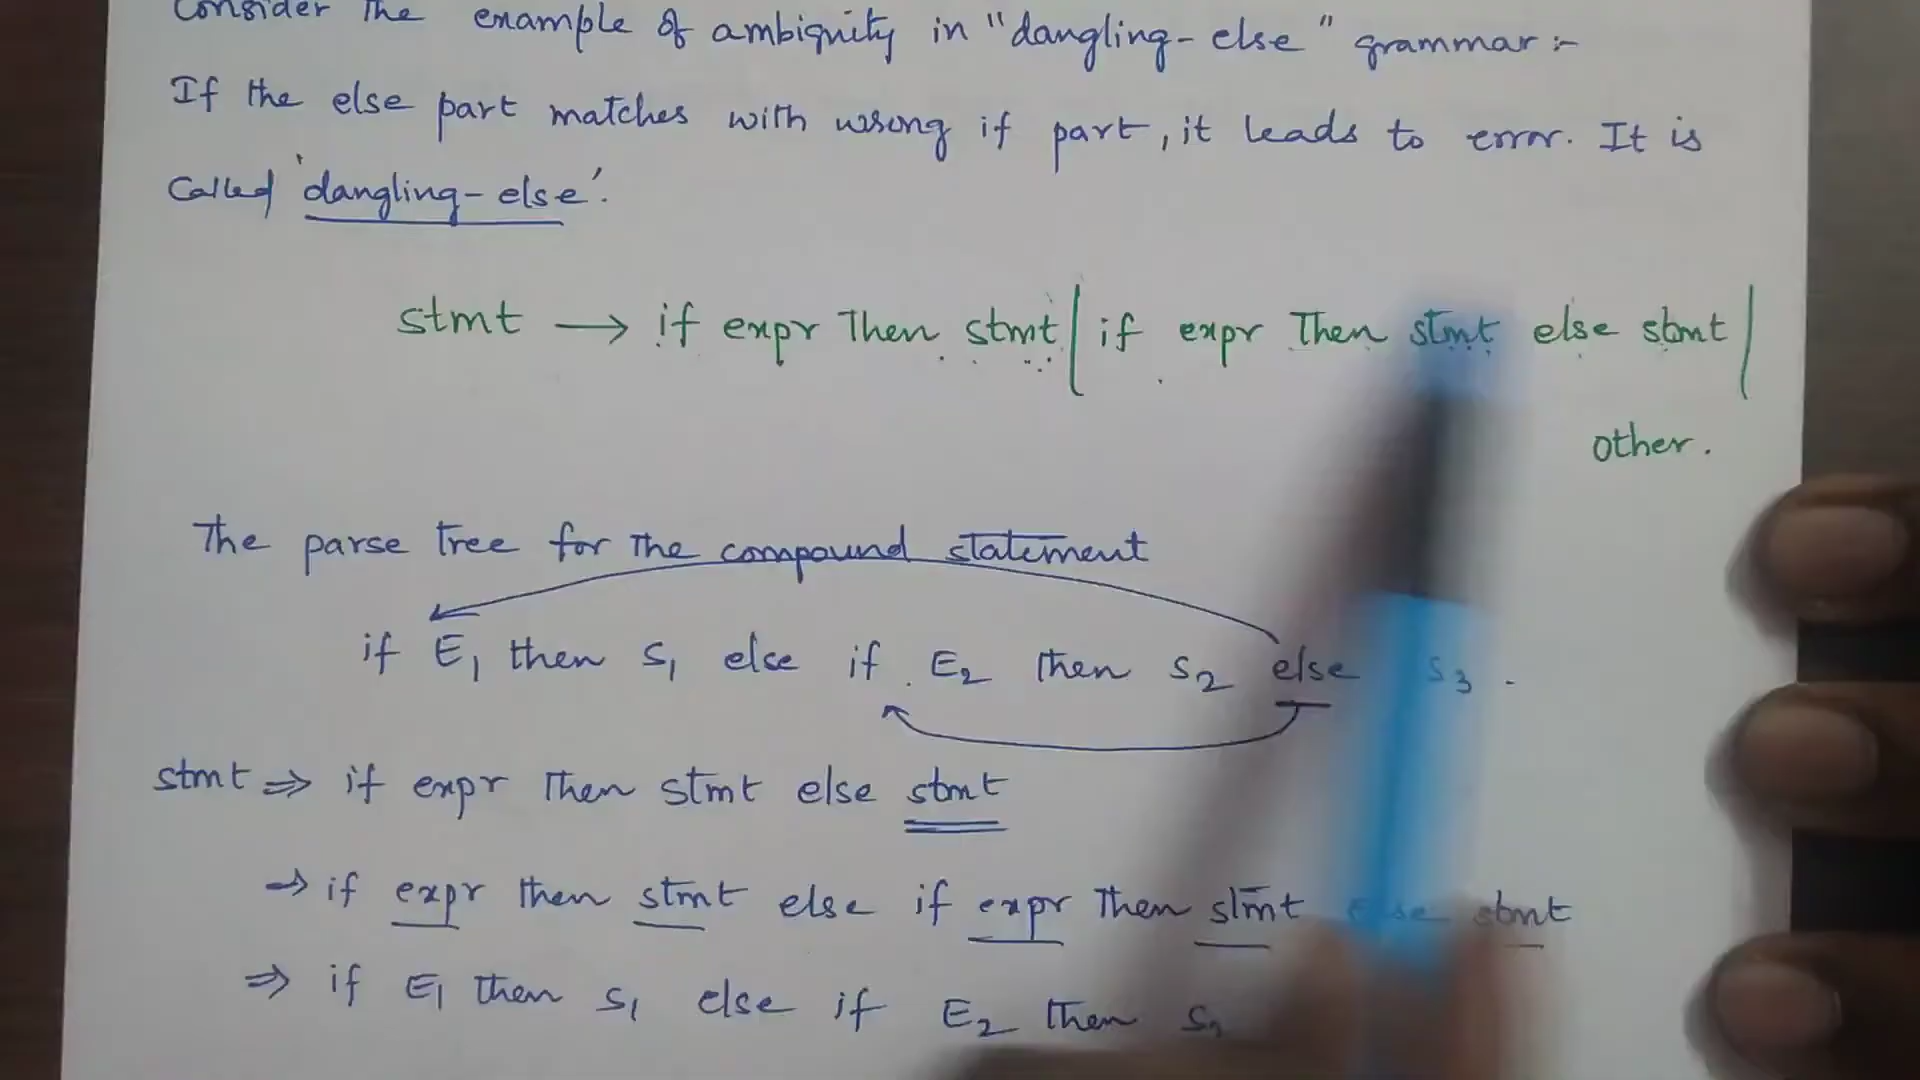 Consider the example of ambiguity in "dangling-else" grammar :-
If the else part matches with wrong if part, it leads to error. It is
called 'dangling-else'.
stmt → if expr then stmt | if expr then stmt else stmt |
other.
The parse tree for the compound statement
if E1 then S1 else if E2 then S2 else S3 .
stmt ⇒ if expr then stmt else stmt
⇒ if expr then stmt else if expr then stmt else stmt
⇒ if E1 then S1 else if E2 then S2